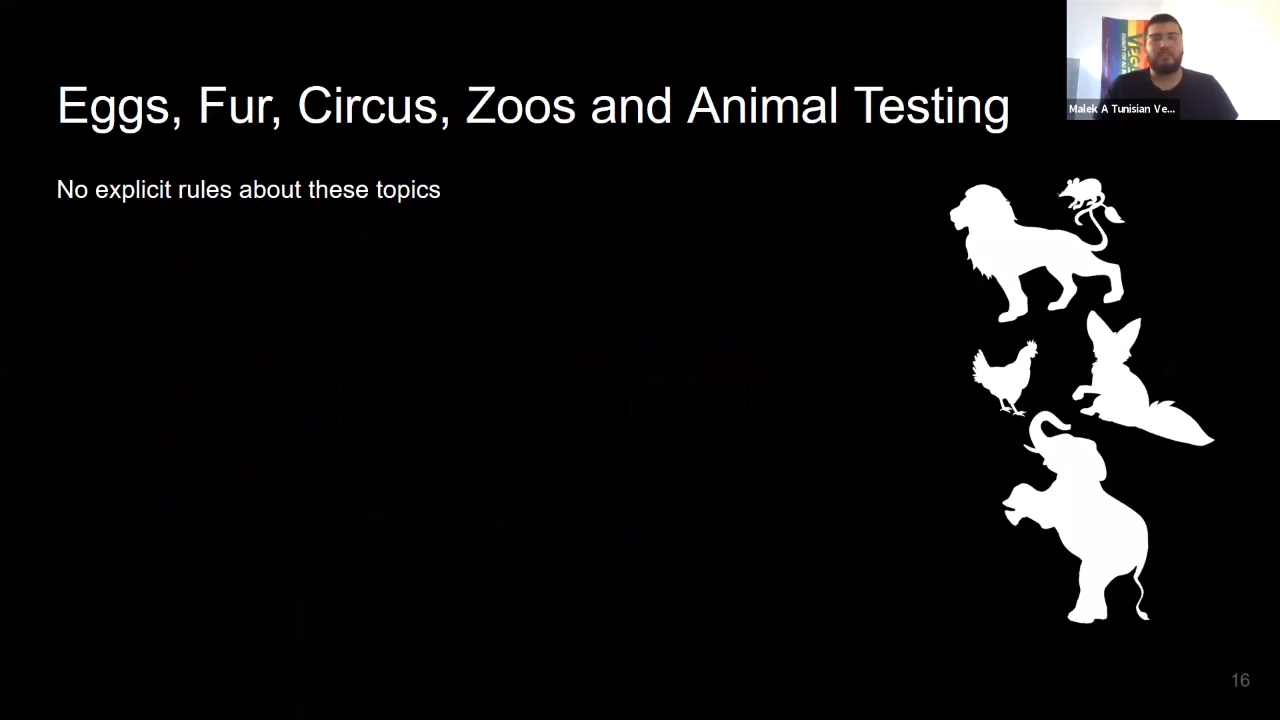 Eggs, Fur, Circus, Zoos and Animal Testing
No explicit rules about these topics
Malek A Tunisian Ve...
16